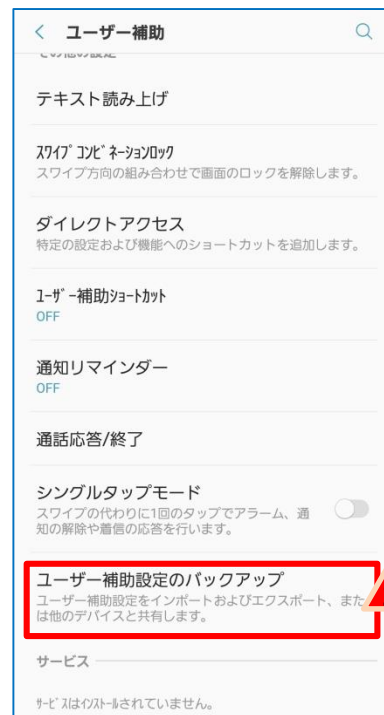 ユーザー補助
その他の設定
テキスト読み上げ
ｽﾜｲﾌﾟ ｺﾝﾋﾞﾈｰｼｮﾝﾛｯｸ
スワイプ方向の組み合わせで画面のロックを解除します。
ダイレクトアクセス
特定の設定および機能へのショートカットを追加します。
ﾕｰｻﾞｰ補助ｼｮｰﾄｶｯﾄ
OFF
通知リマインダー
OFF
通話応答/終了
シングルタップモード
スワイプの代わりに1回のタップでアラーム、通
知の解除や着信の応答を行います。
ユーザー補助設定のバックアップ
ユーザー補助設定をインポートおよびエクスポート、また
は他のデバイスと共有します。
サービス
ｻｰﾋﾞｽはｲﾝｽﾄｰﾙされていません。